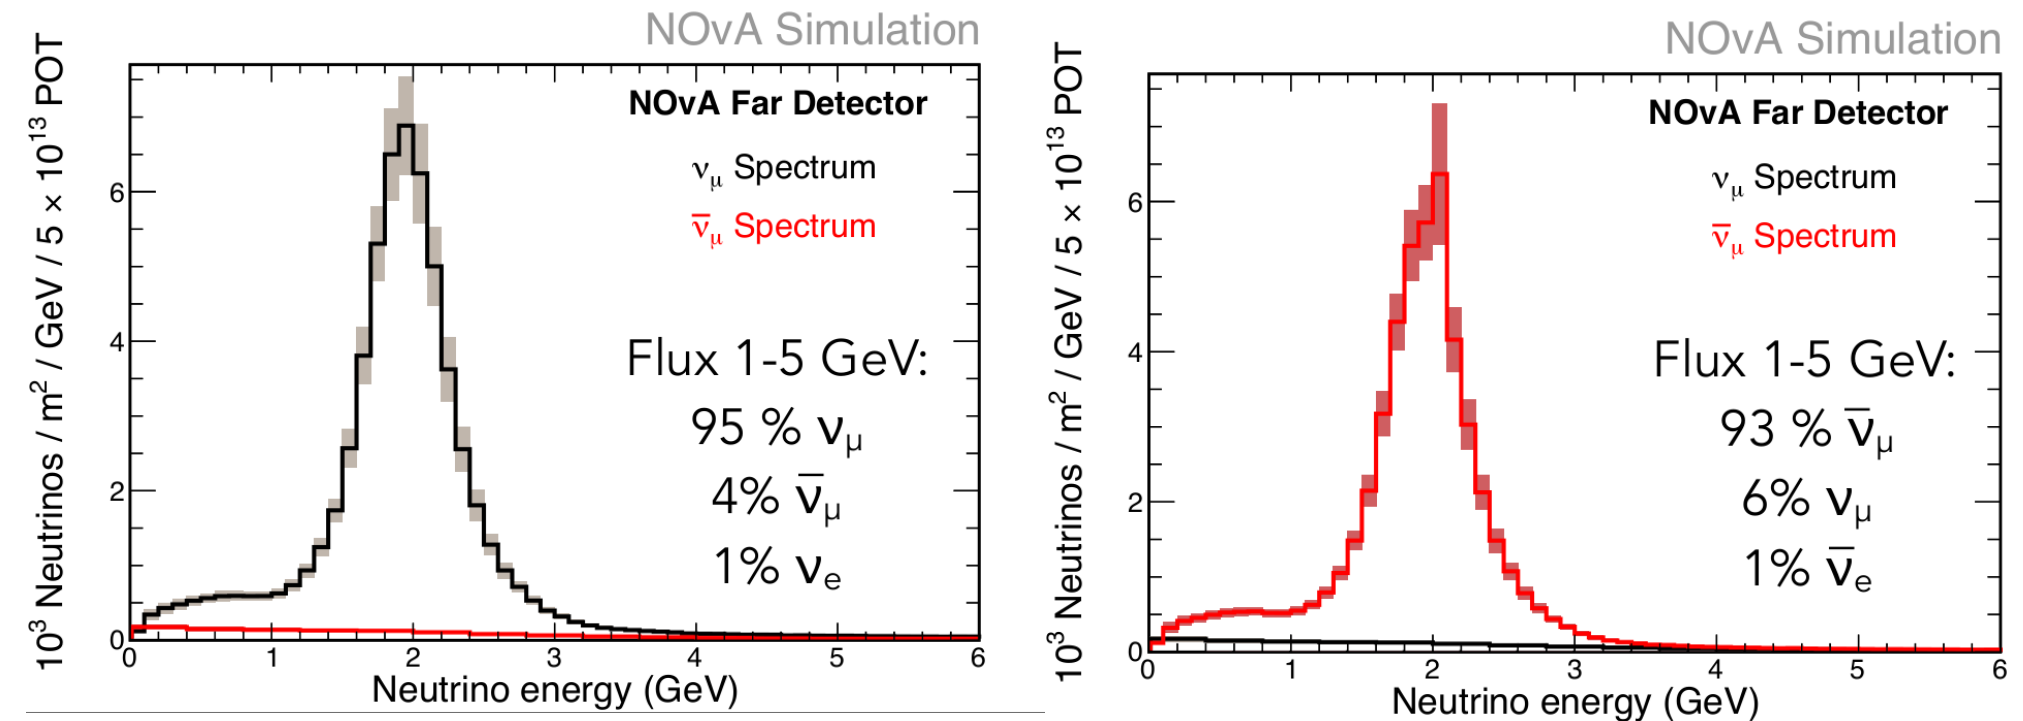 NOvA Simulation
10³ Neutrinos / m² / GeV / 5 × 10¹³ POT
NOvA Far Detector
νμ Spectrum
ν̅μ Spectrum
Flux 1-5 GeV:
95 % νμ
4% ν̅μ
1% νe
6
4
2
0
0 1 2 3 4 5 6
Neutrino energy (GeV)
NOvA Simulation
10³ Neutrinos / m² / GeV / 5 × 10¹³ POT
NOvA Far Detector
νμ Spectrum
ν̅μ Spectrum
Flux 1-5 GeV:
93 % ν̅μ
6% νμ
1% ν̅e
6
4
2
0
0 1 2 3 4 5 6
Neutrino energy (GeV)